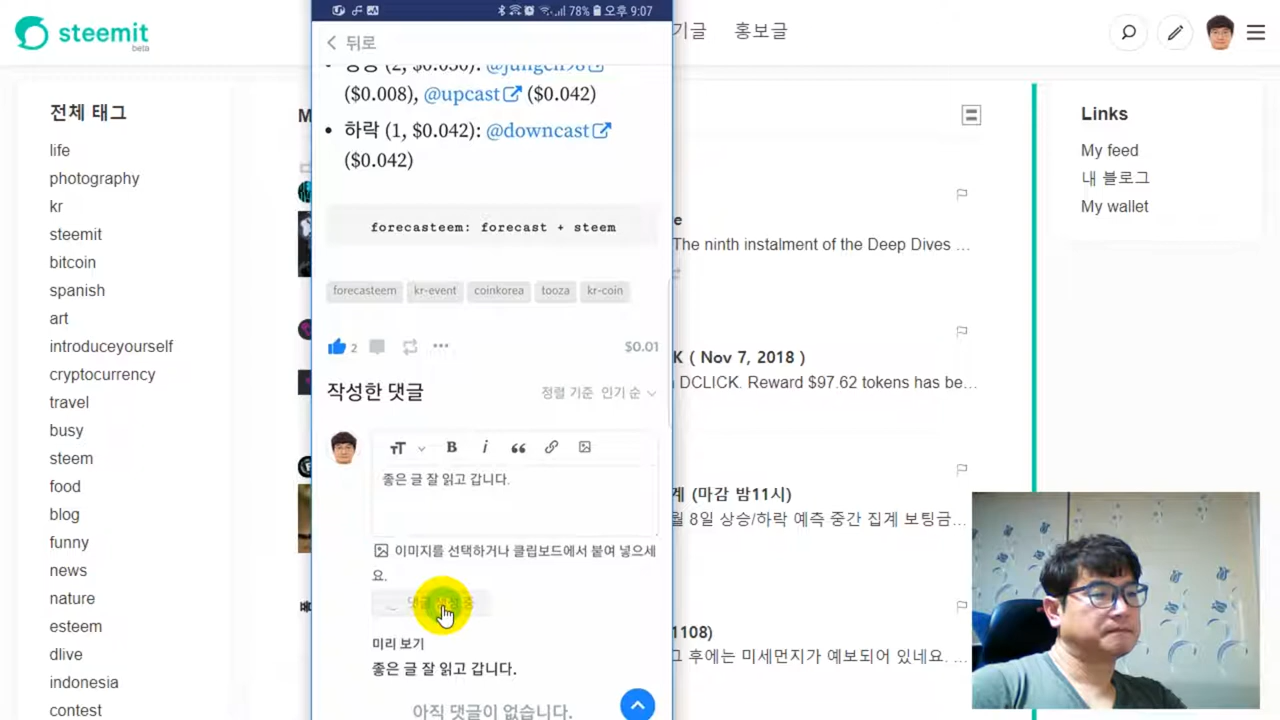 steemit
beta
기글 홍보글
전체 태그
life
photography
kr
steemit
bitcoin
spanish
art
introduceyourself
cryptocurrency
travel
busy
steem
food
blog
funny
news
nature
esteem
dlive
indonesia
contest
M
78% 오후 9:07
뒤로
($0.008), @upcast ($0.042)
하락 (1, $0.042): @downcast
($0.042)
forecasteem: forecast + steem
forecasteem kr-event coinkorea tooza kr-coin
2 $0.01
작성한 댓글 정렬 기준 인기 순
TT B i
좋은 글 잘 읽고 갑니다.
이미지를 선택하거나 클립보드에서 붙여 넣으세
요.
미리 보기
좋은 글 잘 읽고 갑니다.
아직 댓글이 없습니다.
e
The ninth instalment of the Deep Dives …
K ( Nov 7, 2018 )
DCLICK. Reward $97.62 tokens has be…
계 (마감 밤11시)
월 8일 상승/하락 예측 중간 집계 보팅금…
1108)
그 후에는 미세먼지가 예보되어 있네요. …
Links
My feed
내 블로그
My wallet